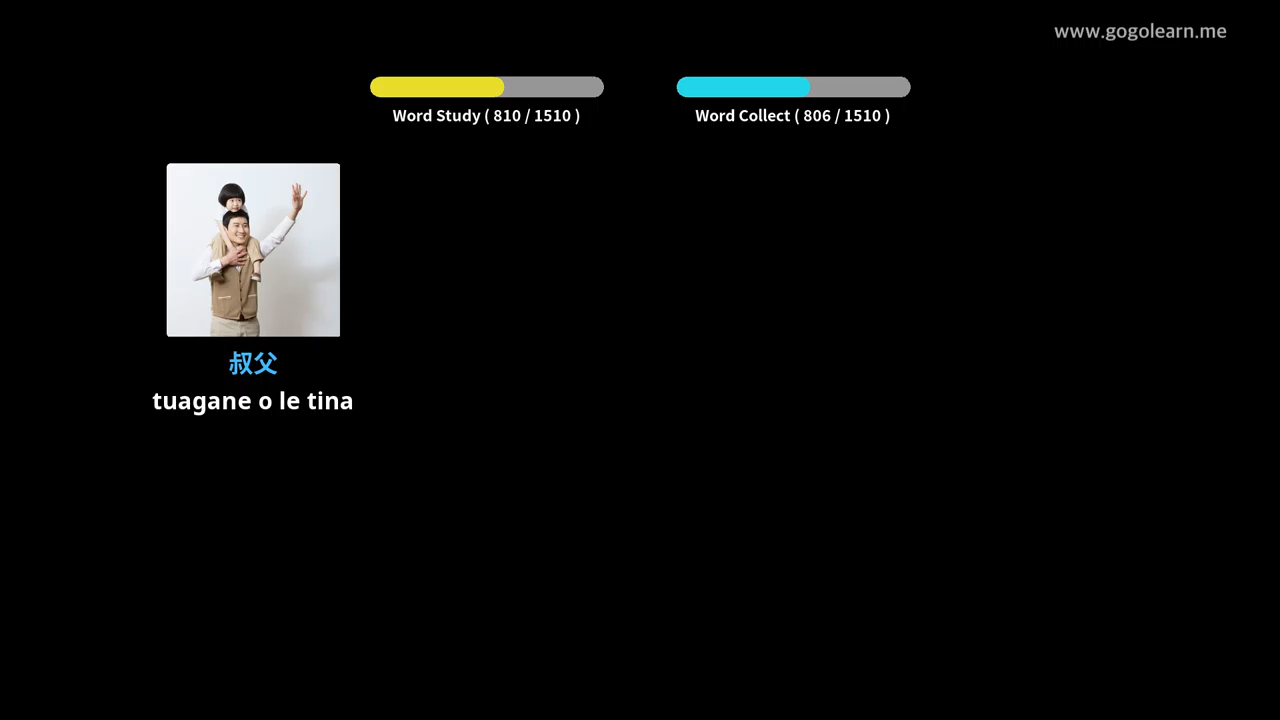 www.gogolearn.me
Word Study ( 810 / 1510 )
Word Collect ( 806 / 1510 )
叔父
tuagane o le tina